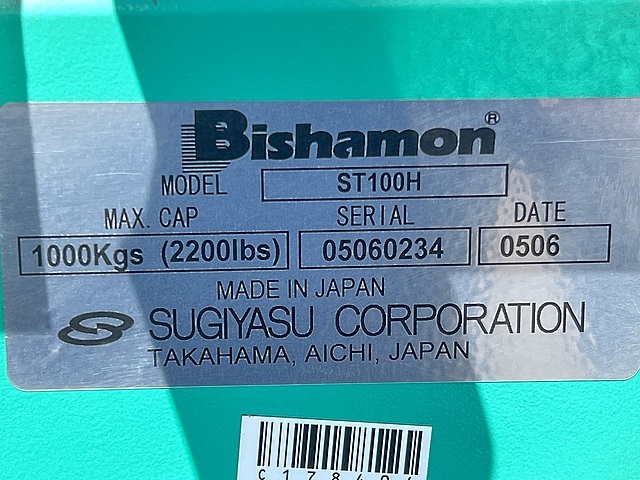 Bishamon®
MODEL ST100H
MAX. CAP SERIAL DATE
1000Kgs (2200lbs) 05060234 0506
MADE IN JAPAN
SUGIYASU CORPORATION
TAKAHAMA, AICHI, JAPAN